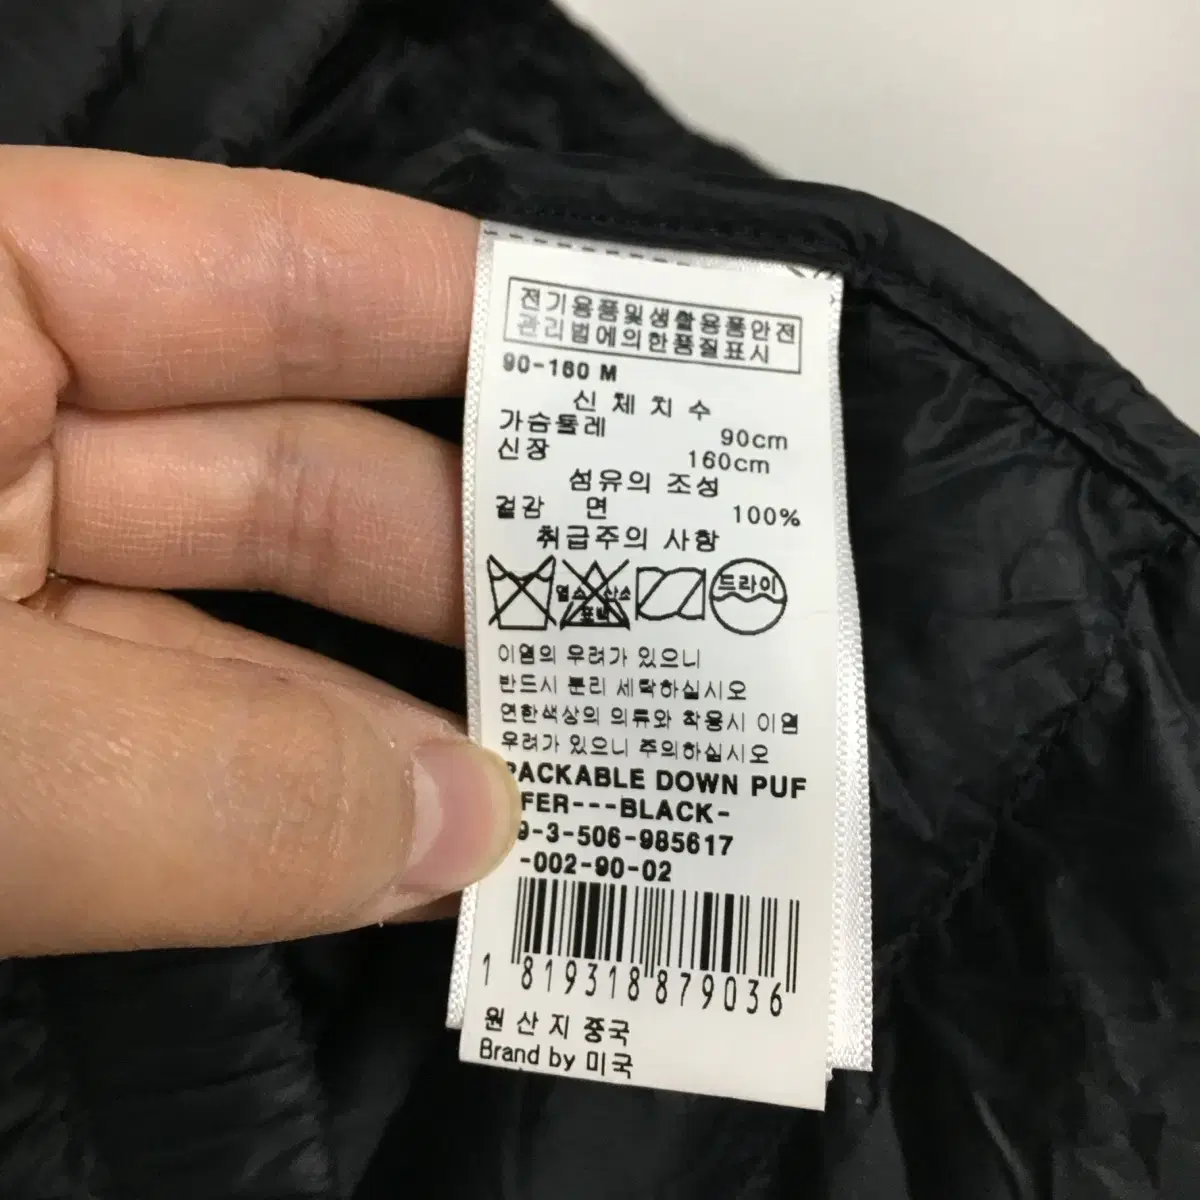 전기용품및생활용품안전
관리법에의한품질표시
90-160 M
신 체 치 수
가슴둘레 90cm
신장 160cm
섬유의 조성
겉감 면 100%
취급주의 사항
염소 산소 표백
드라이
이염의 우려가 있으니
반드시 분리 세탁하십시오
연한색상의 의류와 착용시 이염
우려가 있으니 주의하십시오
PACKABLE DOWN PUF
FER---BLACK-
9-3-506-985617
-002-90-02
1 819318 879036
원 산 지 중국
Brand by 미국